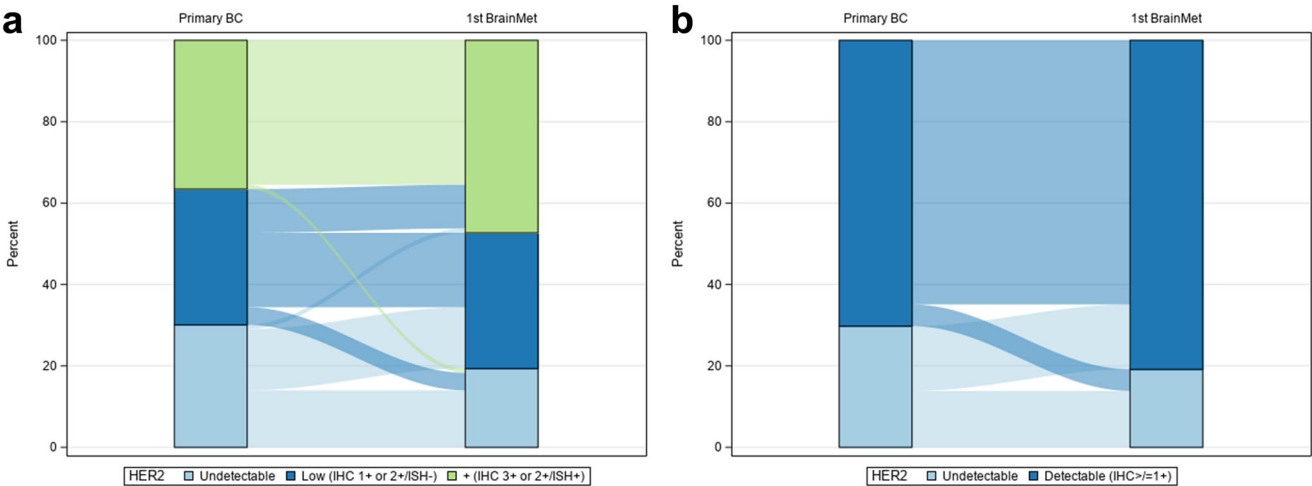 a
Primary BC 1st BrainMet
100
80
60
40
20
0
Percent
HER2 Undetectable Low (IHC 1+ or 2+/ISH-) + (IHC 3+ or 2+/ISH+)
b
Primary BC 1st BrainMet
100
80
60
40
20
0
Percent
HER2 Undetectable Detectable (IHC>/=1+)